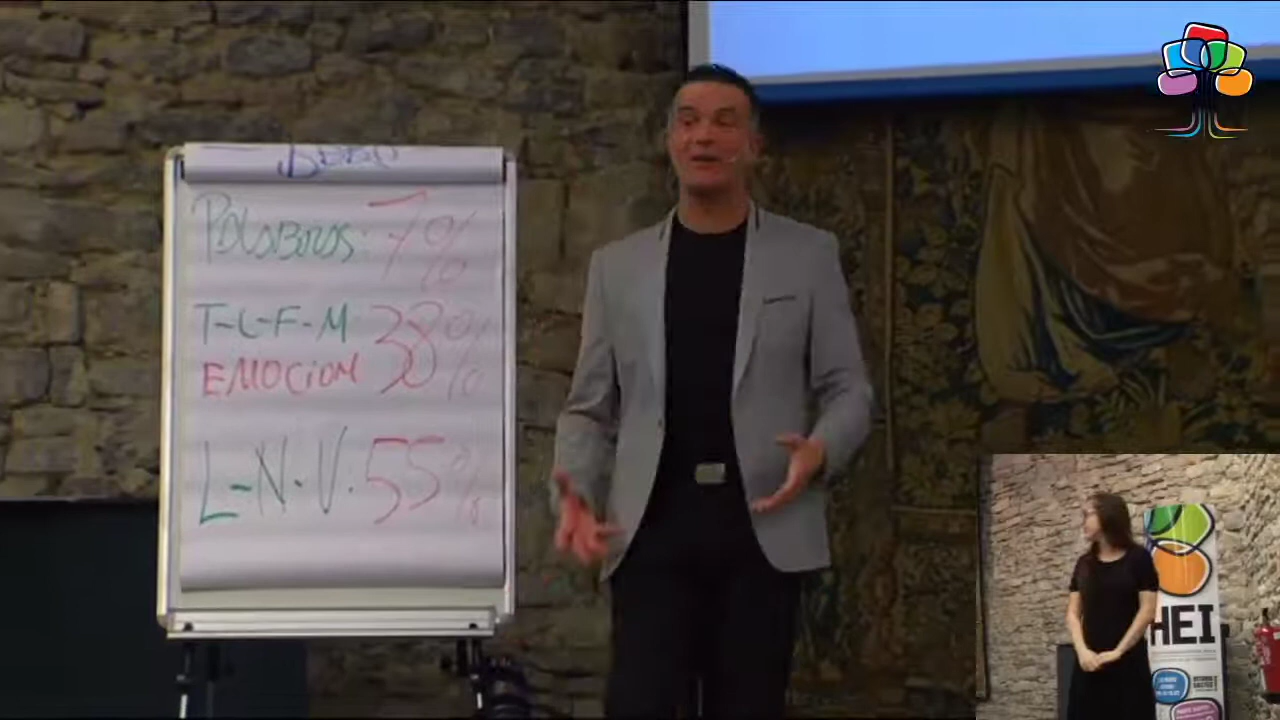 Palabras: 7%
T-L-F-M 38%
EMOCION
L-N-V. 55%
HEI